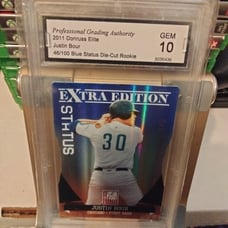 Professional Grading Authority
2011 Donruss Elite
Justin Bour
46/100 Blue Status Die-Cut Rookie
GEM
10
EXTRA EDITION
STATUS
30
Elite
JUSTIN BOUR